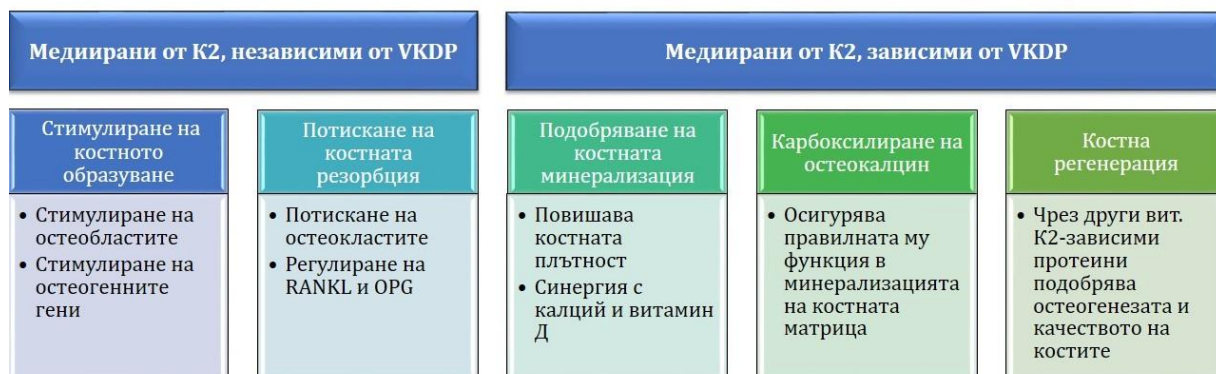 Медиирани от К2, независими от VKDP
Медиирани от К2, зависими от VKDP
Стимулиране на
костното
образуване
• Стимулиране на
остеобластите
• Стимулиране на
остеогенните
гени
Потискане на
костната
резорбция
• Потискане на
остеокластите
• Регулиране на
RANKL и OPG
Подобряване на
костната
минерализация
• Повишава
костната
плътност
• Синергия с
калций и витамин
Д
Карбоксилиране на
остеокалцин
• Осигурява
правилната му
функция в
минерализацията
на костната
матрица
Костна
регенерация
• Чрез други вит.
К2-зависими
протеини
подобрява
остеогенезата и
качеството на
костите